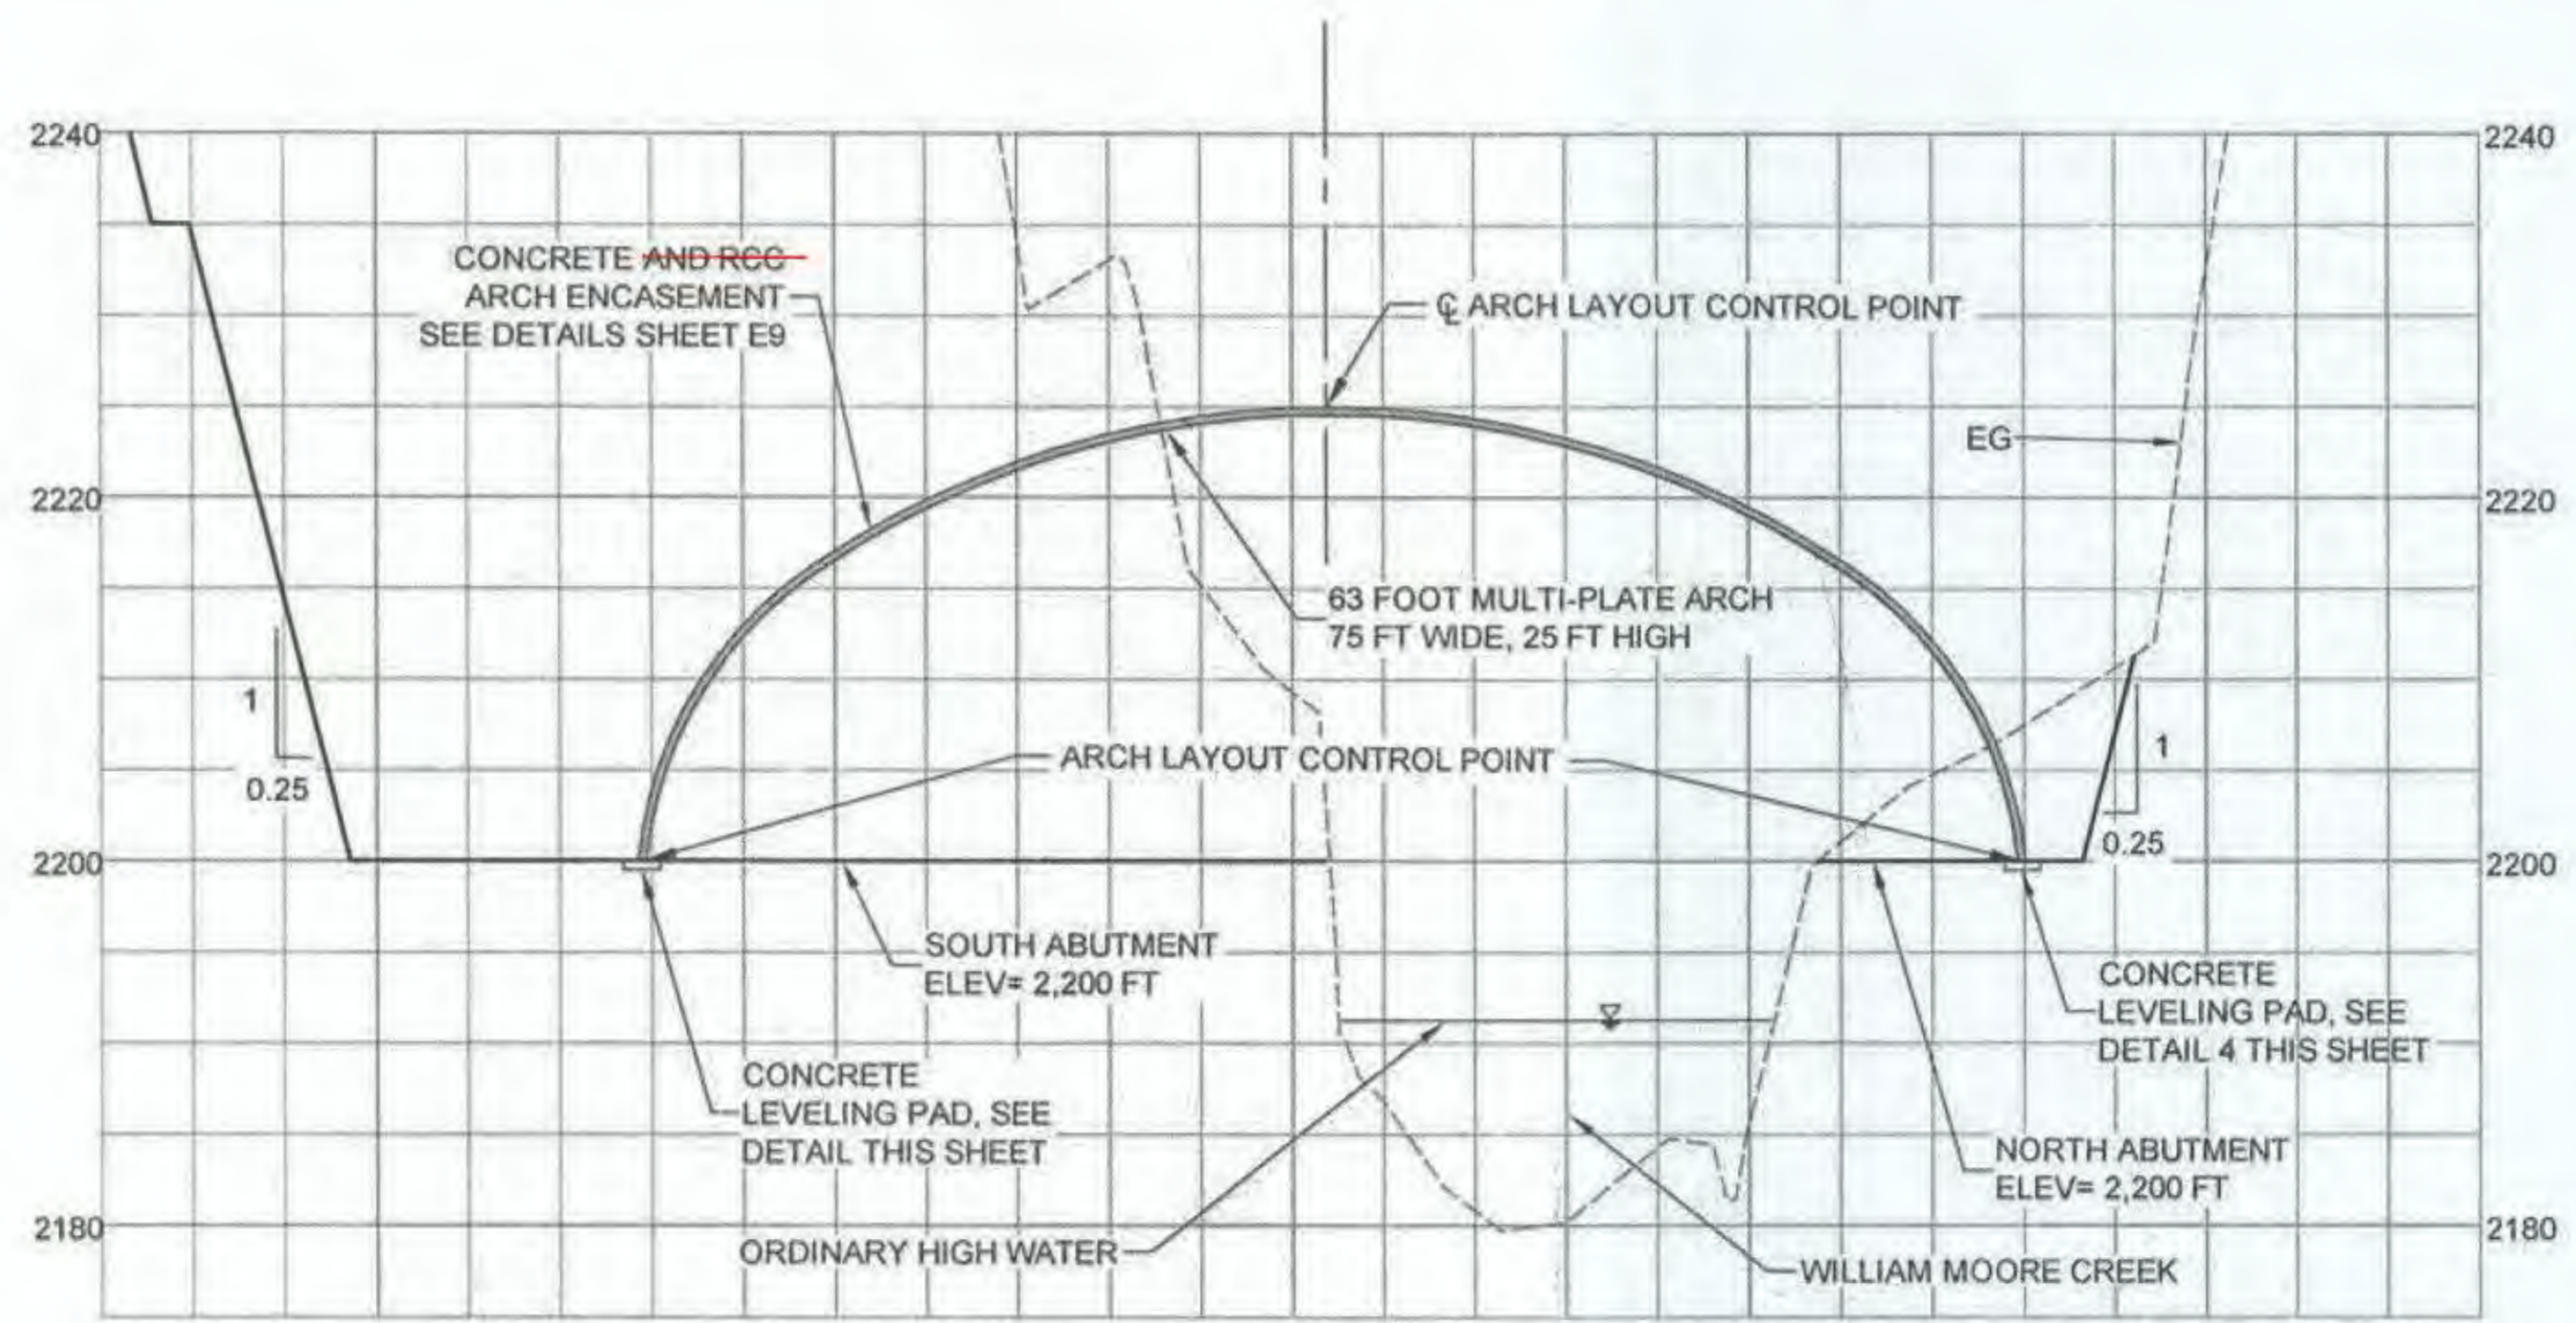 2240
2240
CONCRETE AND RCC
ARCH ENCASEMENT
SEE DETAILS SHEET E9
℄ ARCH LAYOUT CONTROL POINT
EG
2220
2220
63 FOOT MULTI-PLATE ARCH
75 FT WIDE, 25 FT HIGH
1
0.25
ARCH LAYOUT CONTROL POINT
1
0.25
2200
2200
SOUTH ABUTMENT
ELEV= 2,200 FT
CONCRETE
LEVELING PAD, SEE
DETAIL 4 THIS SHEET
CONCRETE
LEVELING PAD, SEE
DETAIL THIS SHEET
NORTH ABUTMENT
ELEV= 2,200 FT
2180
2180
ORDINARY HIGH WATER
WILLIAM MOORE CREEK